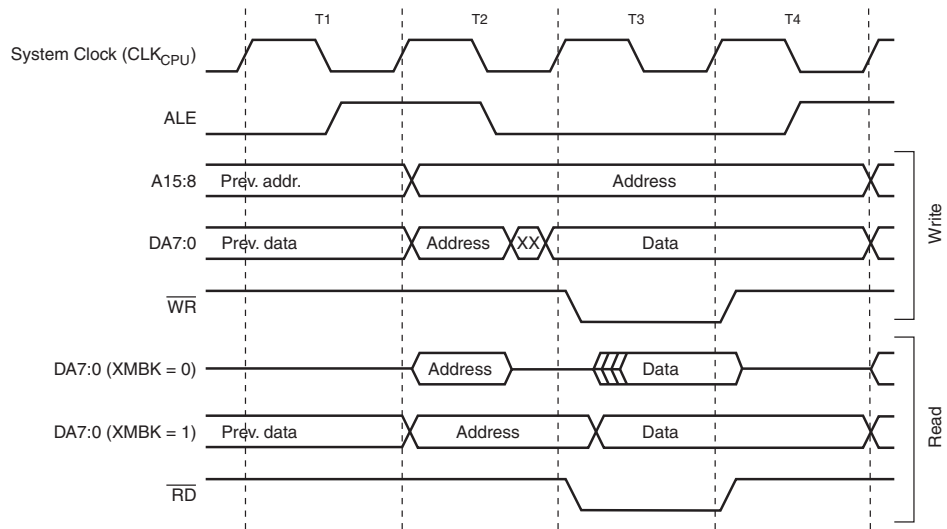 T1 T2 T3 T4
System Clock (CLKCPU)
ALE
A15:8 Prev. addr. Address
DA7:0 Prev. data Address XX Data
WR
Write
DA7:0 (XMBK = 0) Address Data
DA7:0 (XMBK = 1) Prev. data Address Data
RD
Read